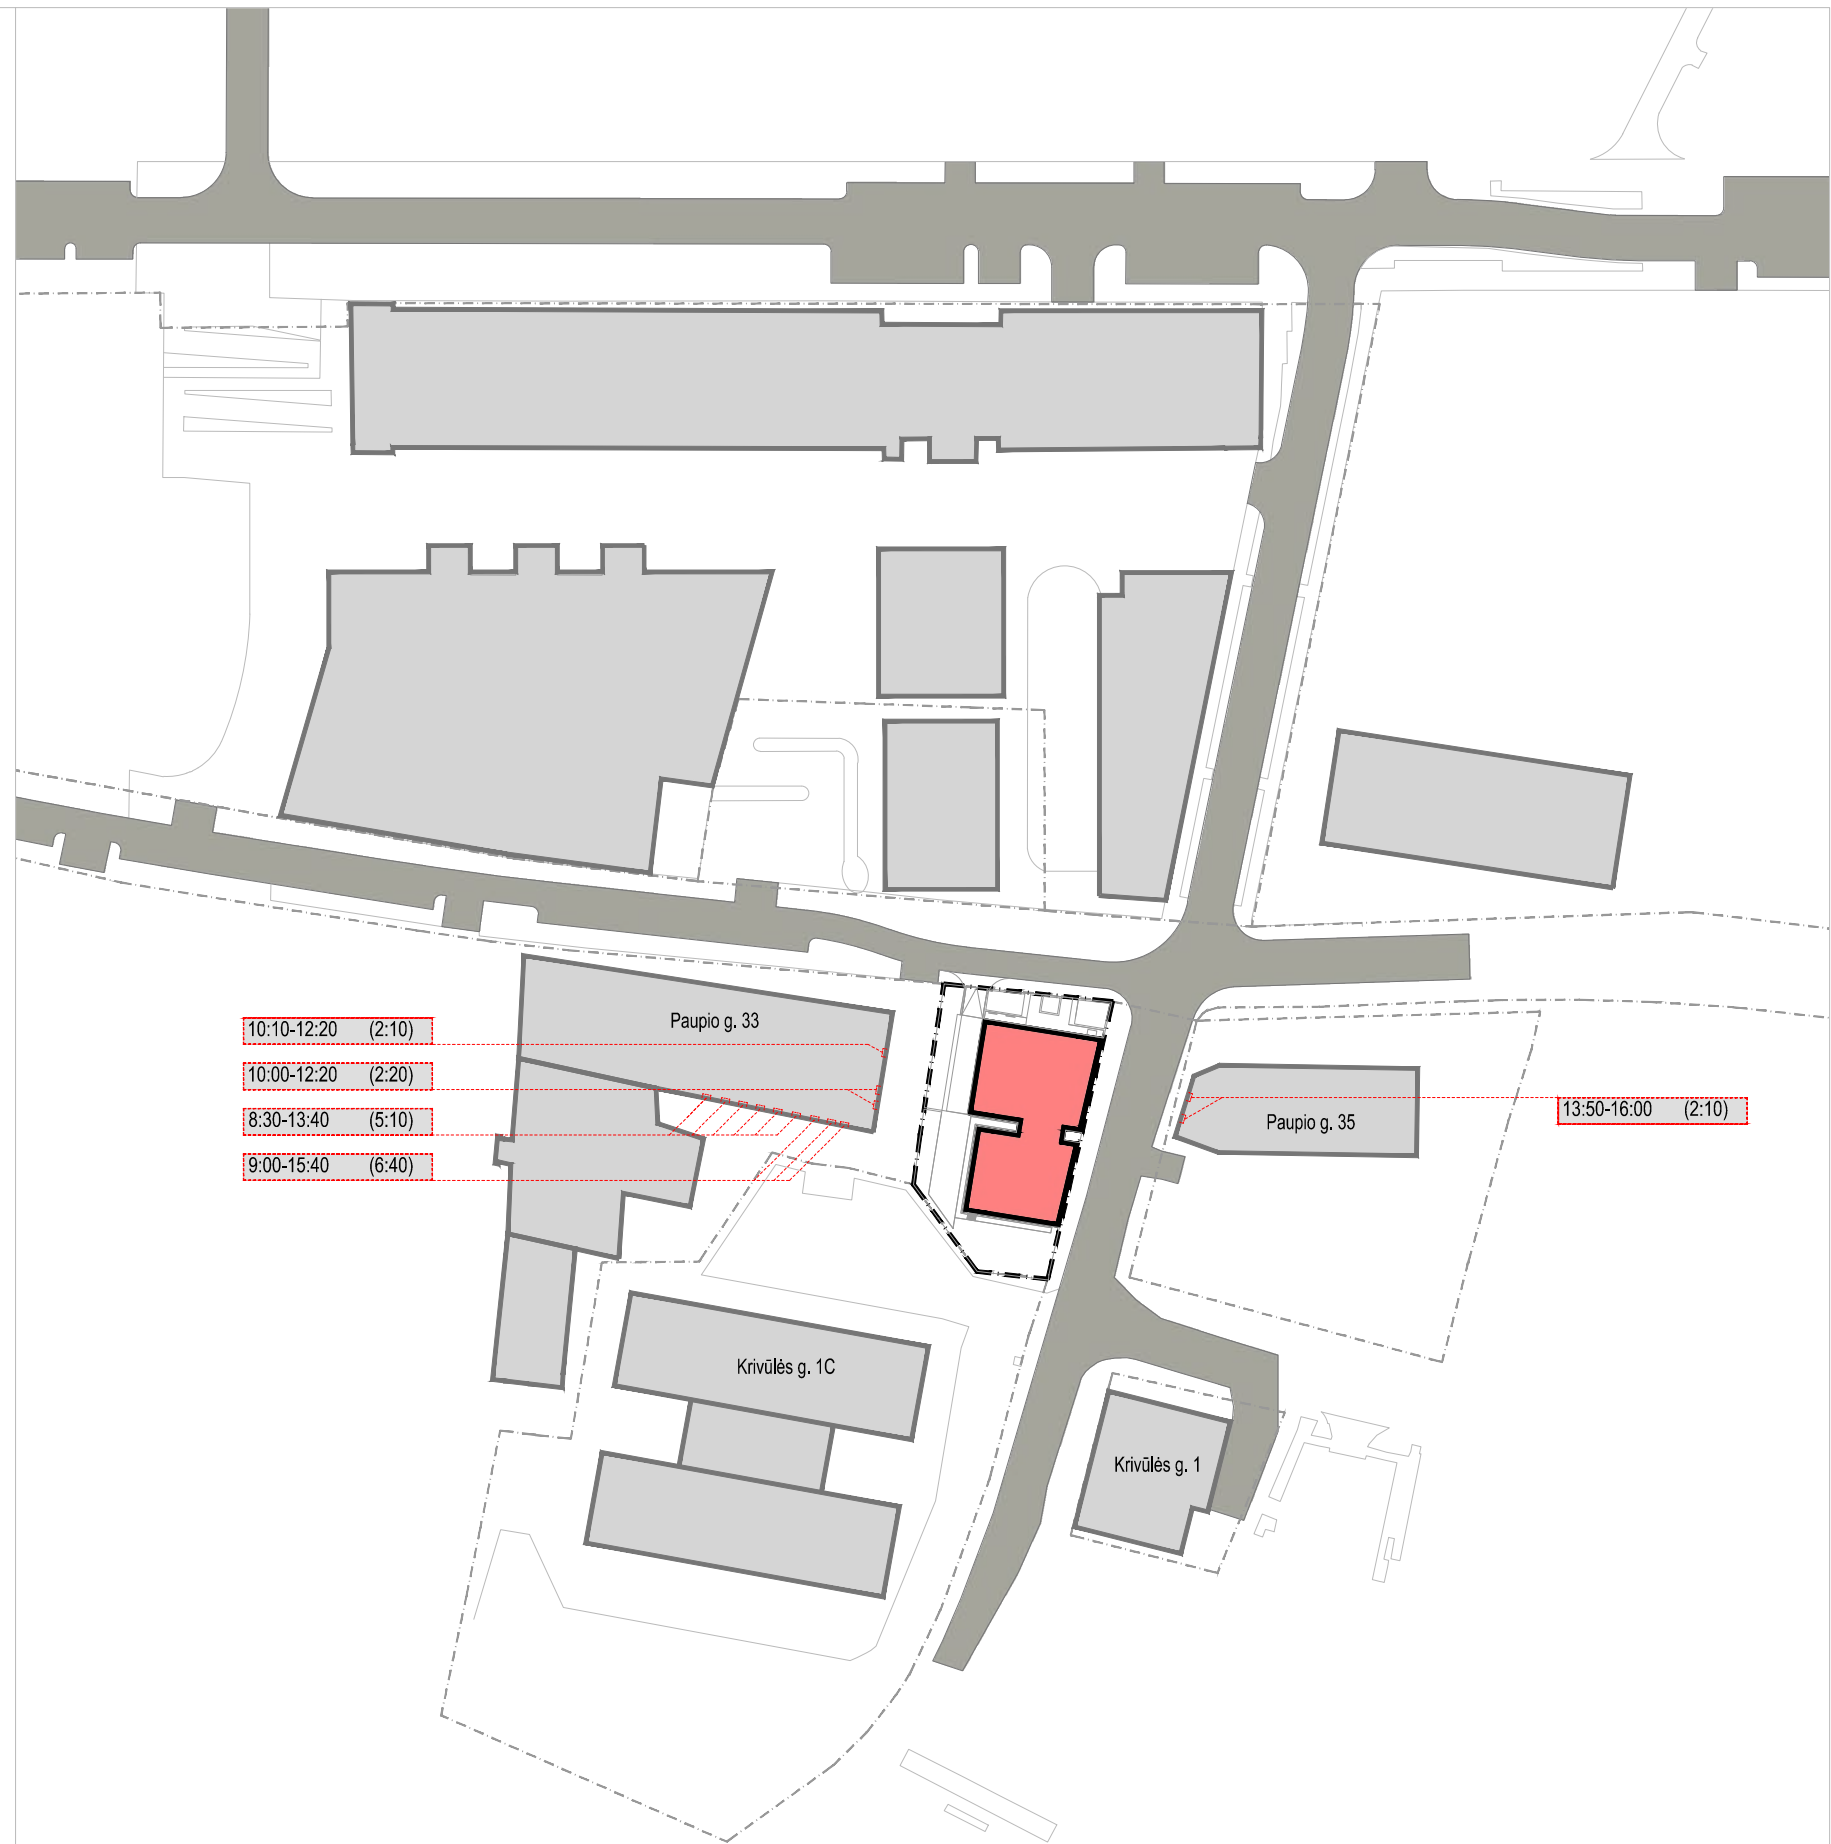 Paupio g. 33
10:10-12:20 (2:10)
10:00-12:20 (2:20)
8:30-13:40 (5:10)
9:00-15:40 (6:40)
13:50-16:00 (2:10)
Paupio g. 35
Krivūlės g. 1C
Krivūlės g. 1